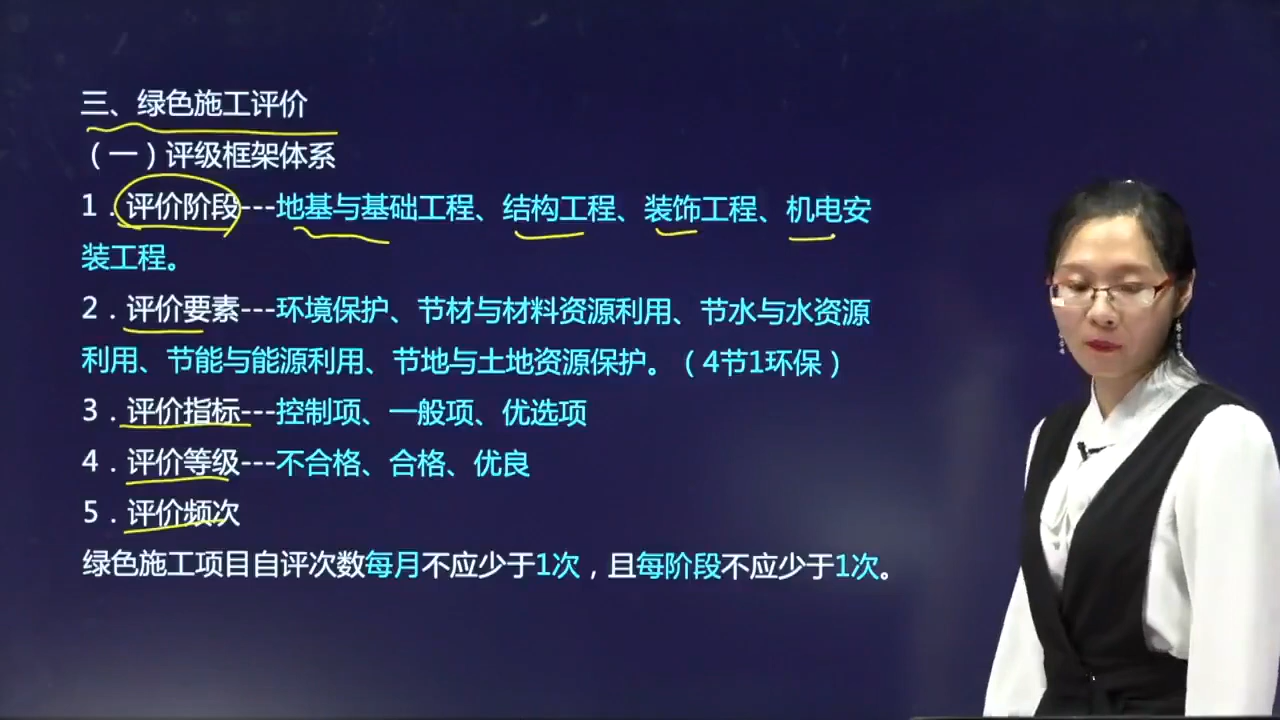 三、绿色施工评价
（一）评级框架体系
1．评价阶段---地基与基础工程、结构工程、装饰工程、机电安
装工程。
2．评价要素---环境保护、节材与材料资源利用、节水与水资源
利用、节能与能源利用、节地与土地资源保护。（4节1环保）
3．评价指标---控制项、一般项、优选项
4．评价等级---不合格、合格、优良
5．评价频次
绿色施工项目自评次数每月不应少于1次，且每阶段不应少于1次。